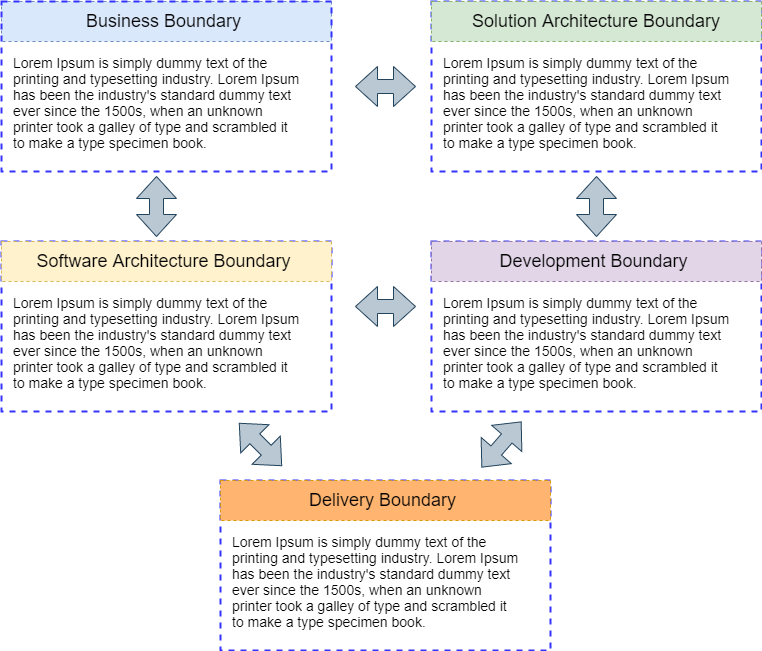 Business Boundary
Lorem Ipsum is simply dummy text of the
printing and typesetting industry. Lorem Ipsum
has been the industry's standard dummy text
ever since the 1500s, when an unknown
printer took a galley of type and scrambled it
to make a type specimen book.
Solution Architecture Boundary
Lorem Ipsum is simply dummy text of the
printing and typesetting industry. Lorem Ipsum
has been the industry's standard dummy text
ever since the 1500s, when an unknown
printer took a galley of type and scrambled it
to make a type specimen book.
Software Architecture Boundary
Lorem Ipsum is simply dummy text of the
printing and typesetting industry. Lorem Ipsum
has been the industry's standard dummy text
ever since the 1500s, when an unknown
printer took a galley of type and scrambled it
to make a type specimen book.
Development Boundary
Lorem Ipsum is simply dummy text of the
printing and typesetting industry. Lorem Ipsum
has been the industry's standard dummy text
ever since the 1500s, when an unknown
printer took a galley of type and scrambled it
to make a type specimen book.
Delivery Boundary
Lorem Ipsum is simply dummy text of the
printing and typesetting industry. Lorem Ipsum
has been the industry's standard dummy text
ever since the 1500s, when an unknown
printer took a galley of type and scrambled it
to make a type specimen book.